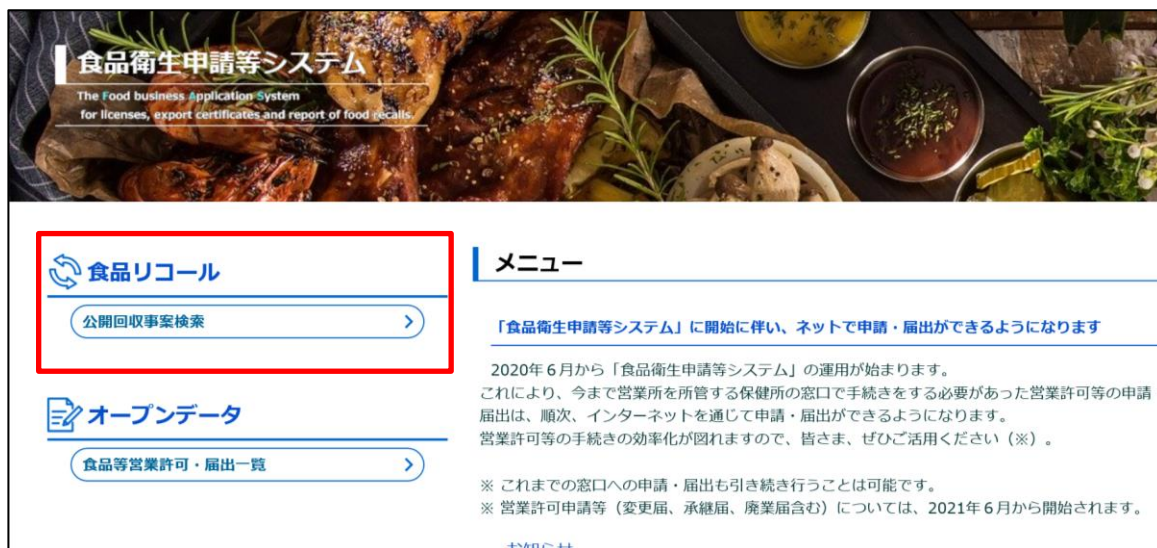 食品衛生申請等システム
The Food business Application System
for licenses, export certificates and report of food recalls.
食品リコール
公開回収事案検索
オープンデータ
食品等営業許可・届出一覧
メニュー
「食品衛生申請等システム」に開始に伴い、ネットで申請・届出ができるようになります
2020年6月から「食品衛生申請等システム」の運用が始まります。
これにより、今まで営業所を所管する保健所の窓口で手続きをする必要があった営業許可等の申請
届出は、順次、インターネットを通じて申請・届出ができるようになります。
営業許可等の手続きの効率化が図れますので、皆さま、ぜひご活用ください（※）。
※ これまでの窓口への申請・届出も引き続き行うことは可能です。
※ 営業許可申請等（変更届、承継届、廃業届含む）については、2021年6月から開始されます。
お知らせ